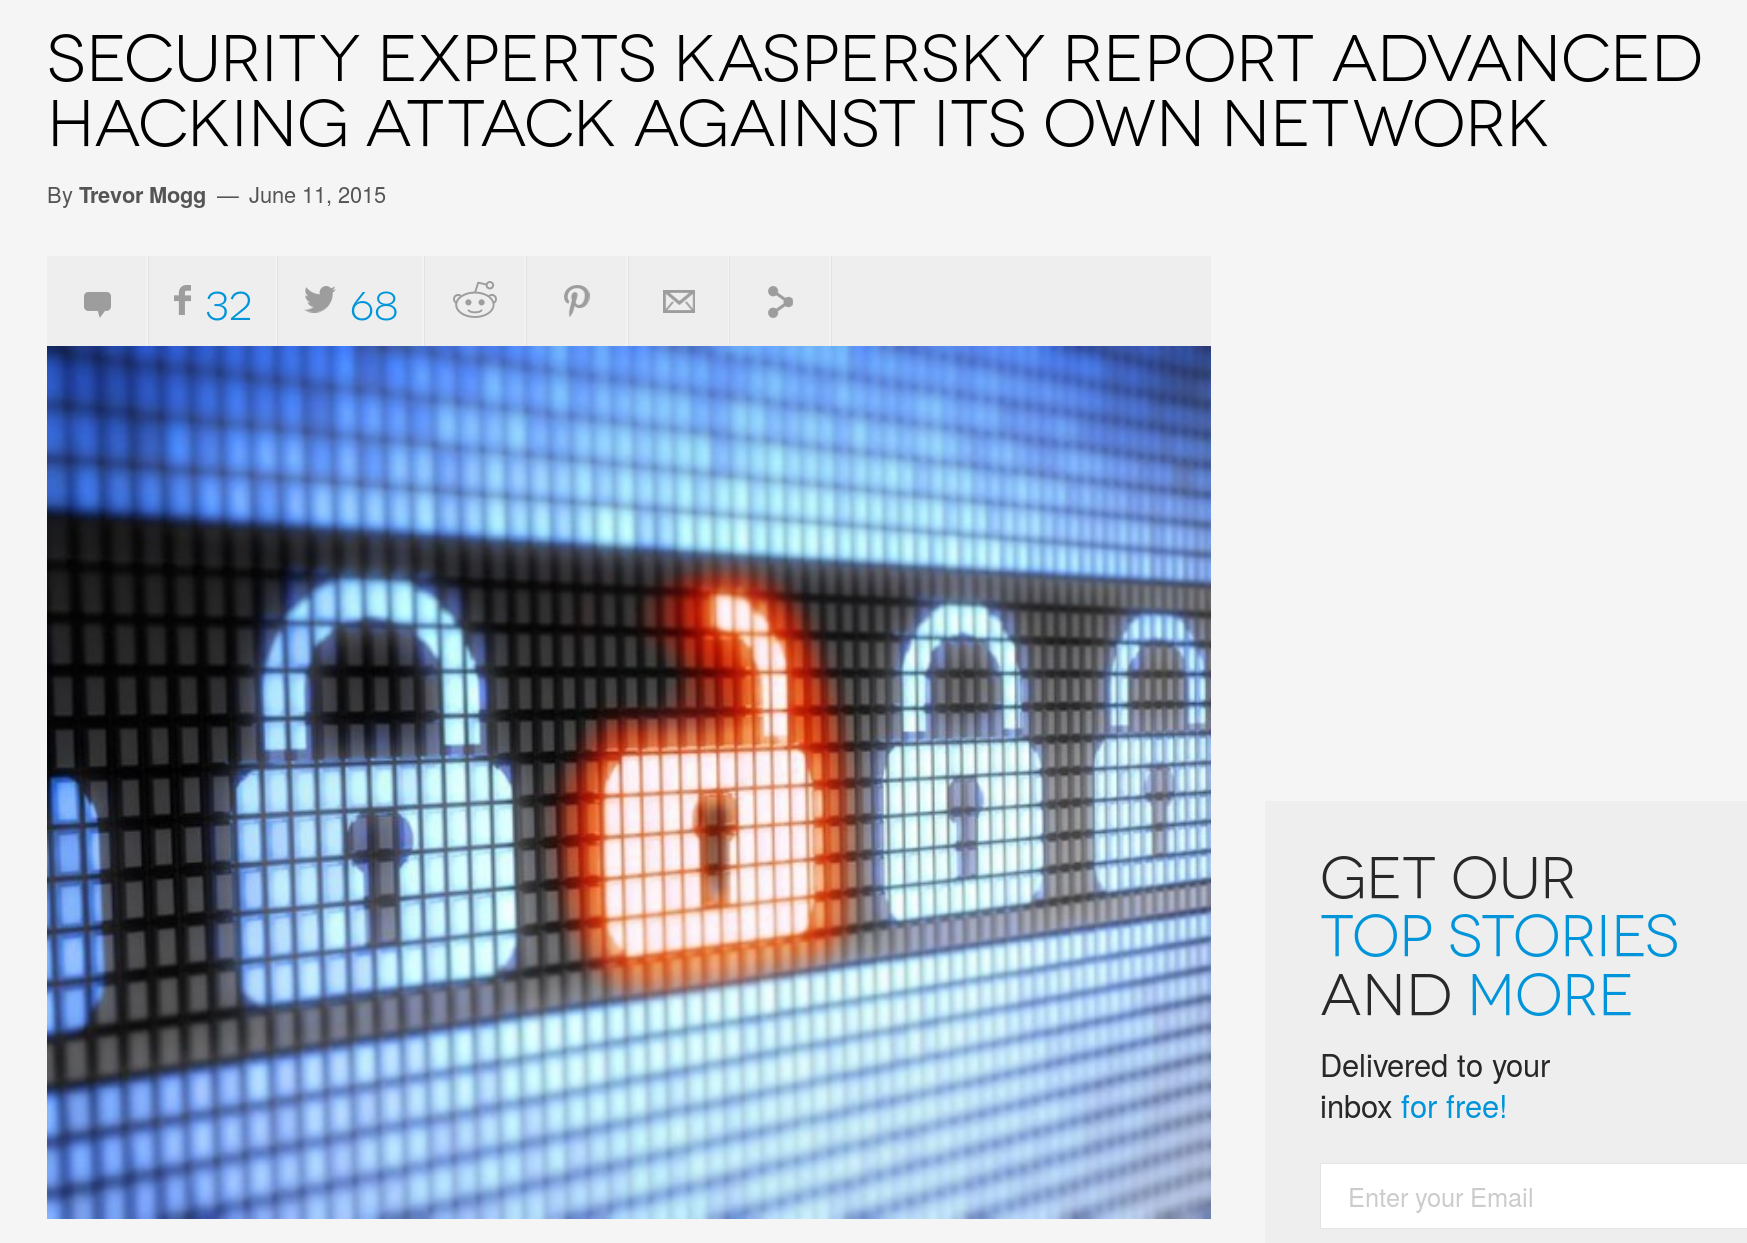 SECURITY EXPERTS KASPERSKY REPORT ADVANCED
HACKING ATTACK AGAINST ITS OWN NETWORK
By Trevor Mogg — June 11, 2015
32 68
GET OUR
TOP STORIES
AND MORE
Delivered to your
inbox for free!
Enter your Email